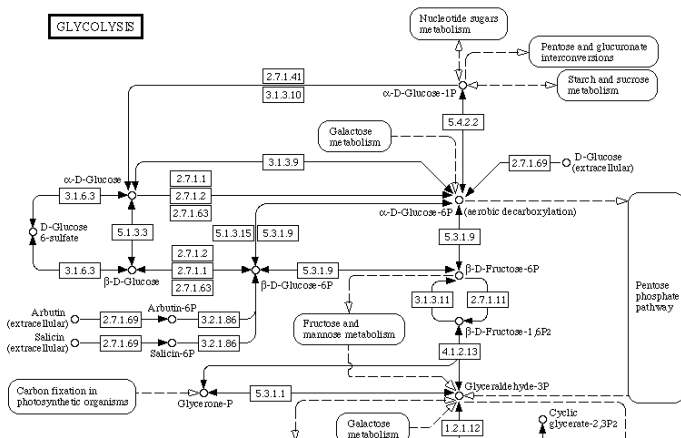 GLYCOLYSIS
Nucleotide sugars
metabolism
Pentose and glucuronate
interconversions
Starch and sucrose
metabolism
2.7.1.41
3.1.3.10
α-D-Glucose-1P
5.4.2.2
Galactose
metabolism
3.1.3.9
2.7.1.69
D-Glucose
(extracellular)
α-D-Glucose
2.7.1.1
2.7.1.2
2.7.1.63
3.1.6.3
α-D-Glucose-6P
(aerobic decarboxylation)
D-Glucose
6-sulfate
5.1.3.3
5.1.3.15
5.3.1.9
5.3.1.9
2.7.1.2
2.7.1.1
2.7.1.63
3.1.6.3
β-D-Glucose
β-D-Glucose-6P
5.3.1.9
β-D-Fructose-6P
3.1.3.11
2.7.1.11
Pentose
phosphate
pathway
Arbutin
(extracellular)
2.7.1.69
Arbutin-6P
3.2.1.86
Salicin
(extracellular)
2.7.1.69
Salicin-6P
3.2.1.86
Fructose and
mannose metabolism
β-D-Fructose-1,6P2
4.1.2.13
Carbon fixation in
photosynthetic organisms
Glycerone-P
5.3.1.1
Glyceraldehyde-3P
Galactose
metabolism
1.2.1.12
Cyclic
glycerate-2,3P2